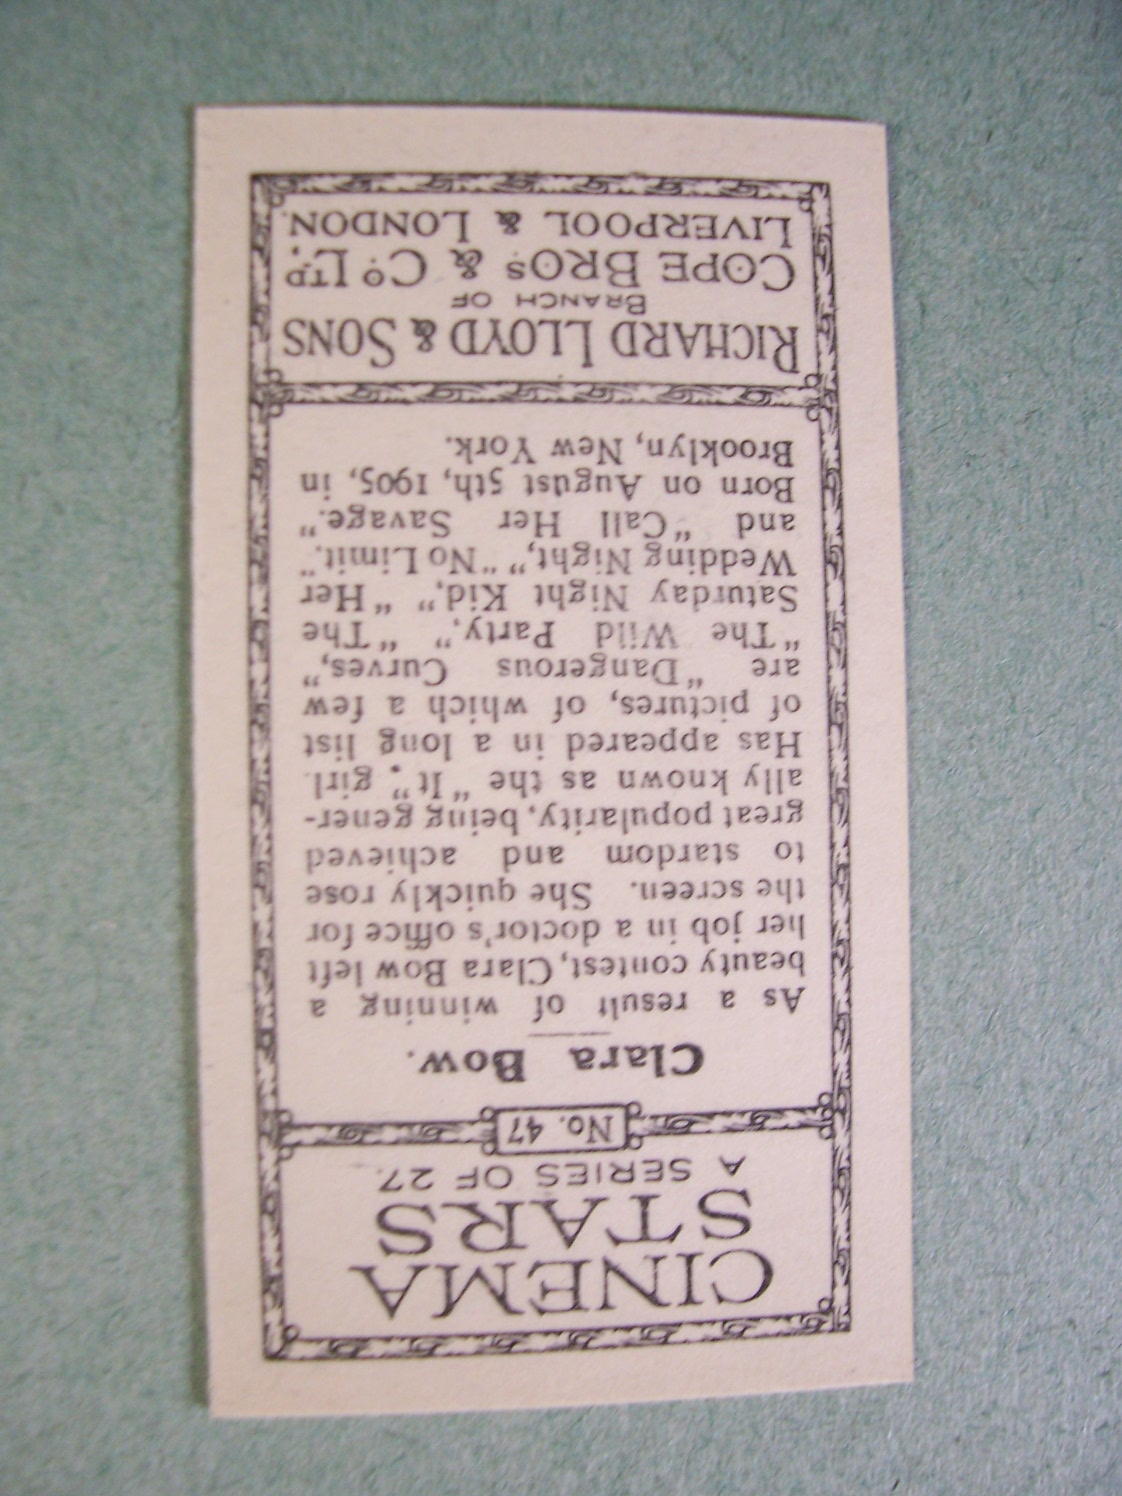 CINEMA
STARS
A SERIES OF 27.
No. 47
Clara Bow.
As a result of winning a
beauty contest, Clara Bow left
her job in a doctor's office for
the screen. She quickly rose
to stardom and achieved
great popularity, being gener-
ally known as the "It", girl.
Has appeared in a long list
of pictures, of which a few
are "Dangerous Curves,"
"The Wild Party," "The
Saturday Night Kid," "Her
Wedding Night," "No Limit,"
and "Call Her Savage."
Born on August 5th, 1905, in
Brooklyn, New York.
RICHARD LLOYD & SONS
BRANCH OF
COPE BROS & CO LTD,
LIVERPOOL & LONDON.